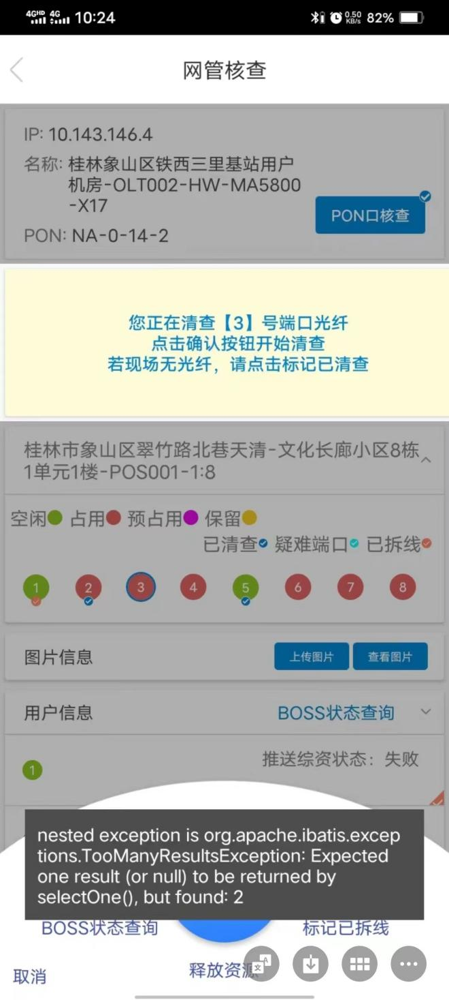 4GHD 4G 10:24 0.50 KB/s 82%
网管核查
IP: 10.143.146.4
名称: 桂林象山区铁西三里基站用户
机房-OLT002-HW-MA5800
-X17
PON口核查
PON: NA-0-14-2
您正在清查【3】号端口光纤
点击确认按钮开始清查
若现场无光纤，请点击标记已清查
桂林市象山区翠竹路北巷天清-文化长廊小区8栋
1单元1楼-POS001-1:8
空闲 占用 预占用 保留
已清查 疑难端口 已拆线
1 2 3 4 5 6 7 8
图片信息 上传图片 查看图片
用户信息 BOSS状态查询
1 推送综资状态：失败
nested exception is org.apache.ibatis.excep
tions.TooManyResultsException: Expected
one result (or null) to be returned by
selectOne(), but found: 2
BOSS状态查询 标记已拆线
取消 释放资源